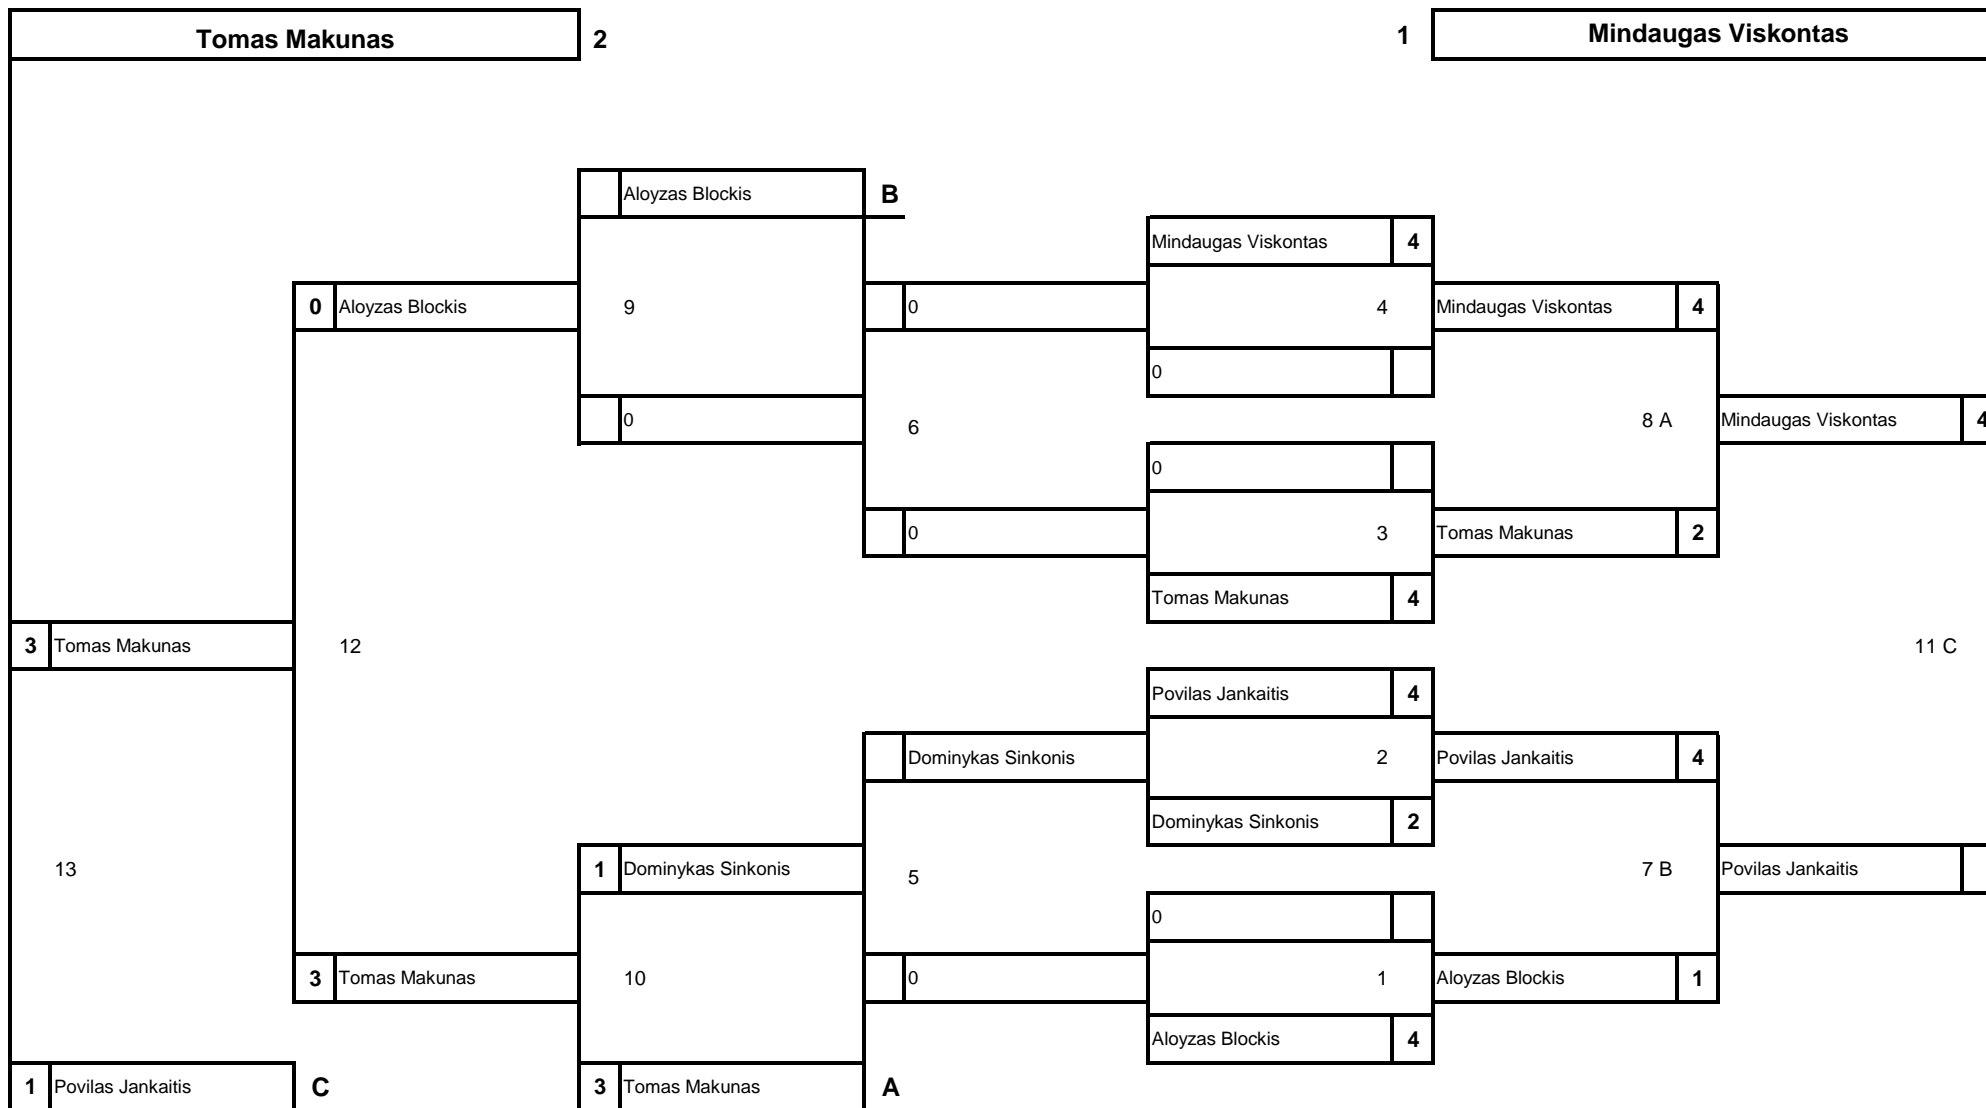 Tomas Makunas 2 1 Mindaugas Viskontas
Aloyzas Blockis B
Mindaugas Viskontas 4
0 Aloyzas Blockis 9 0 4 Mindaugas Viskontas 4
0
0 6 8 A Mindaugas Viskontas 4
0
0 3 Tomas Makunas 2
Tomas Makunas 4
3 Tomas Makunas 12 11 C
Povilas Jankaitis 4
Dominykas Sinkonis 2 Povilas Jankaitis 4
Dominykas Sinkonis 2
13 1 Dominykas Sinkonis 5 7 B Povilas Jankaitis
0
3 Tomas Makunas 10 0 1 Aloyzas Blockis 1
Aloyzas Blockis 4
1 Povilas Jankaitis C 3 Tomas Makunas A